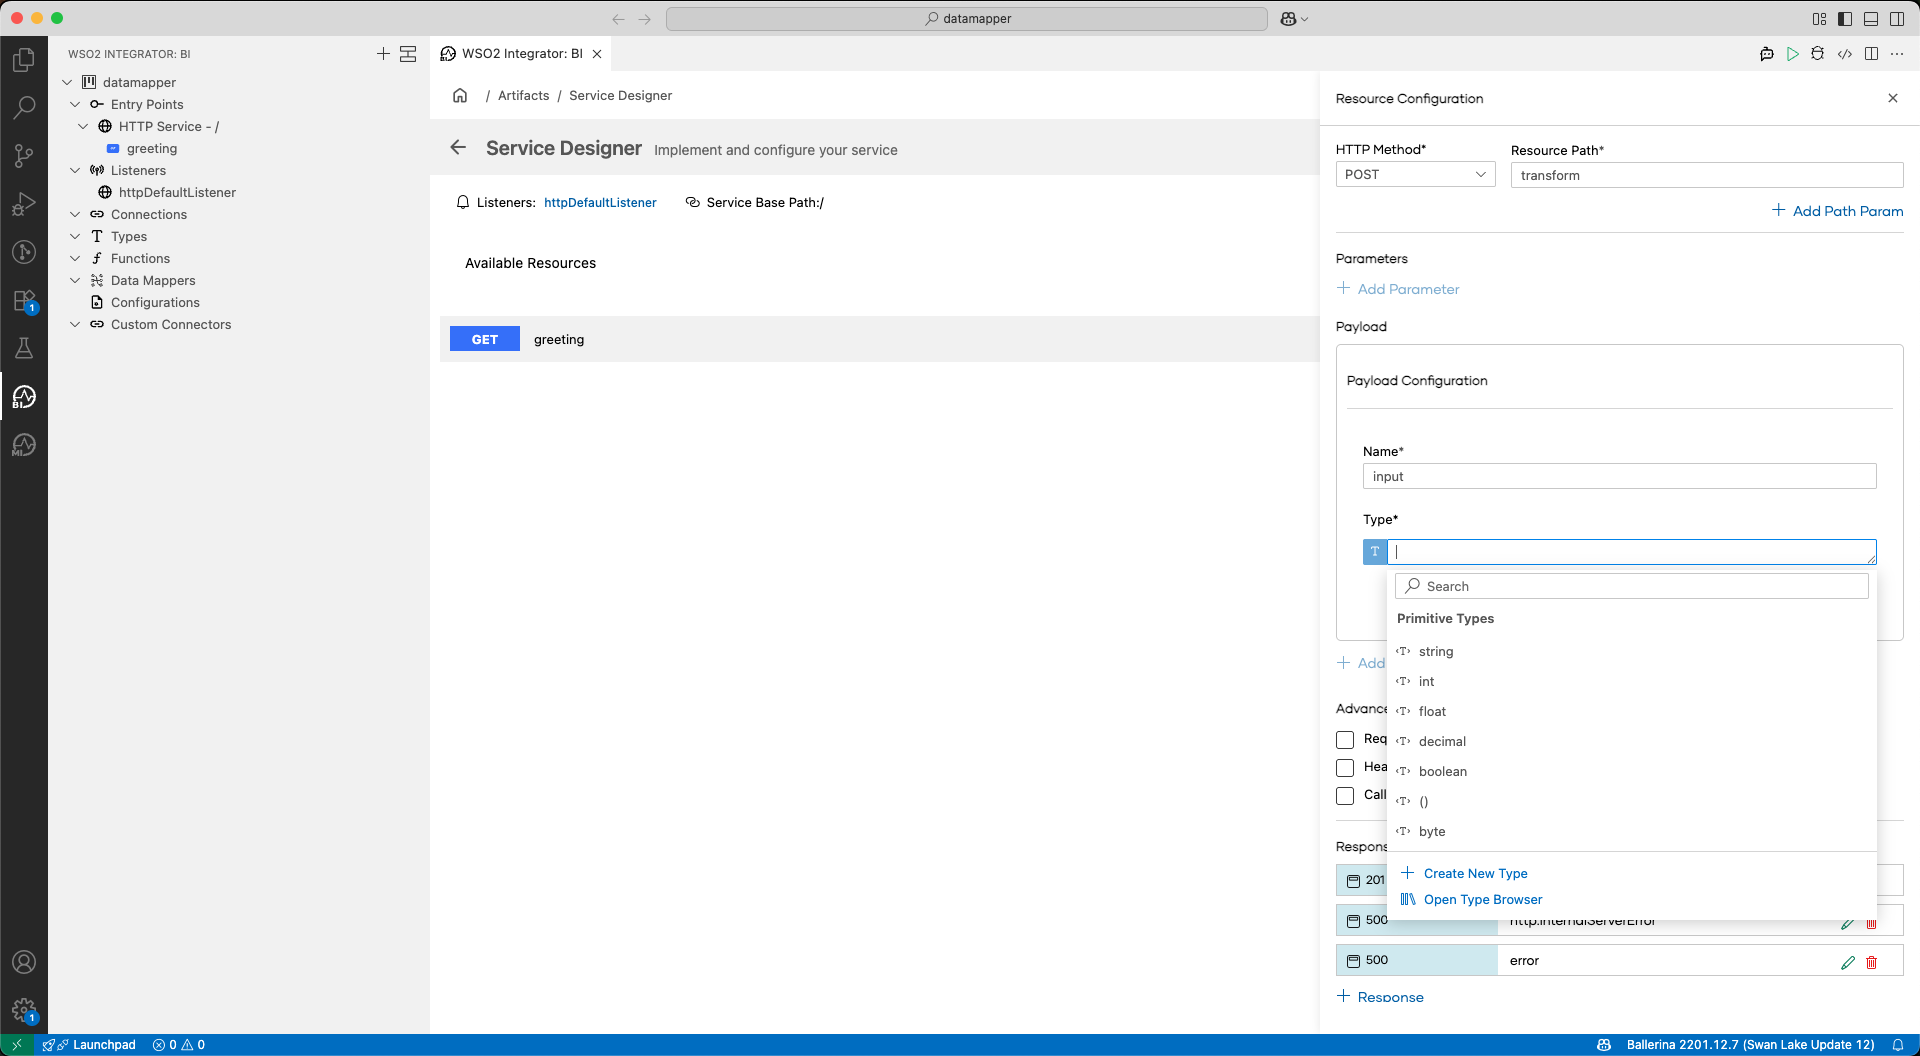 datamapper
WSO2 INTEGRATOR: BI
datamapper
Entry Points
HTTP Service - /
greeting
Listeners
httpDefaultListener
Connections
Types
Functions
Data Mappers
Configurations
Custom Connectors
1
BI
MI
1
WSO2 Integrator: BI
/ Artifacts / Service Designer
Service Designer Implement and configure your service
Listeners: httpDefaultListener Service Base Path:/
Available Resources
GET greeting
Resource Configuration
HTTP Method* Resource Path*
POST transform
Add Path Param
Parameters
Add Parameter
Payload
Payload Configuration
Name*
input
Type*
T
Search
Primitive Types
string
int
float
decimal
boolean
()
byte
Create New Type
Open Type Browser
Add
Advance
Req
Hea
Call
Respons
201
500 http:InternalServerError
500 error
Response
Launchpad 0 0
Ballerina 2201.12.7 (Swan Lake Update 12)